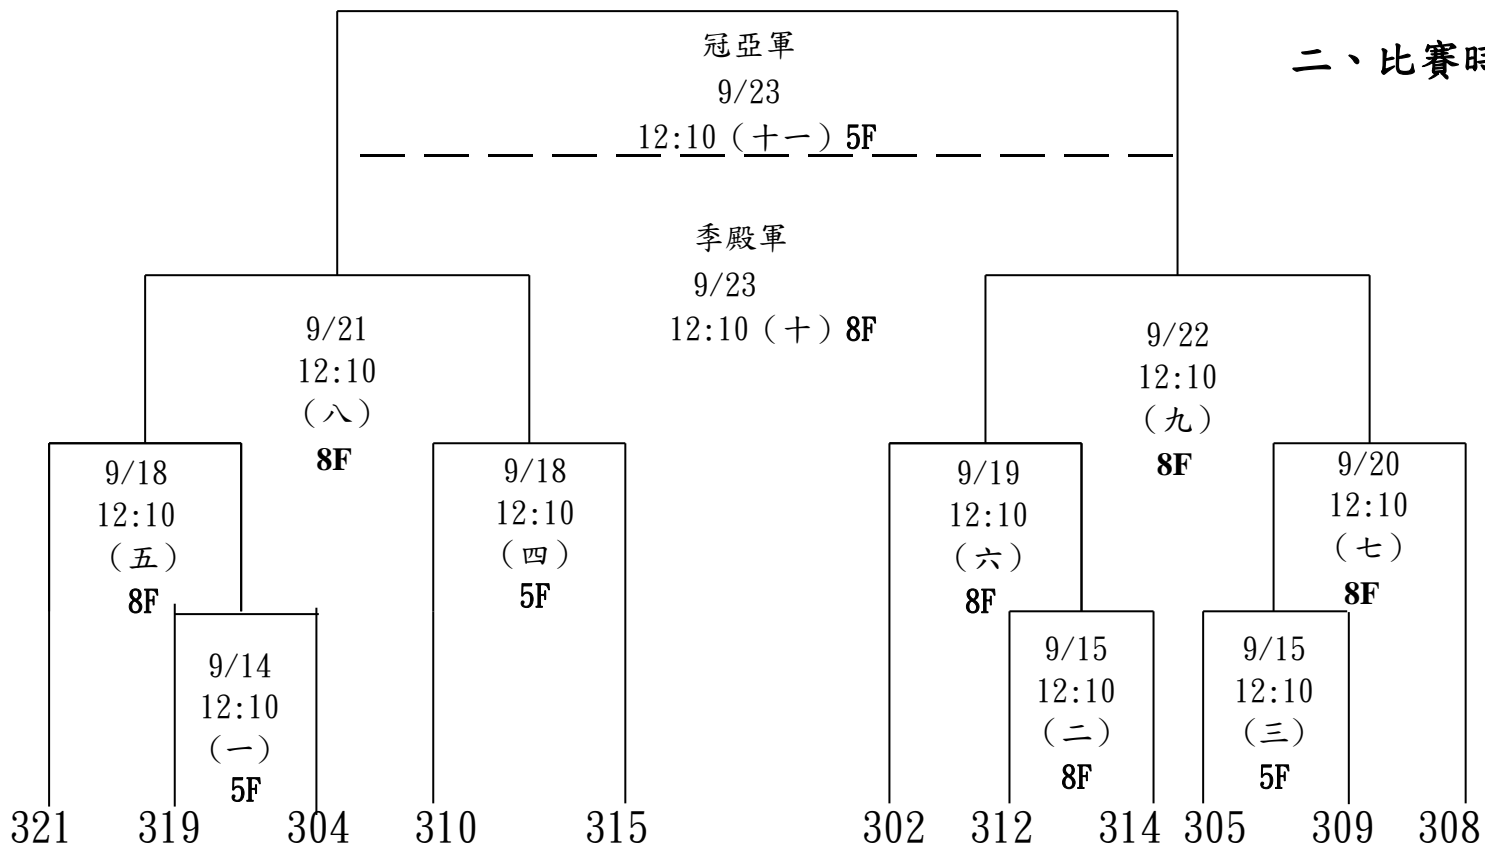 冠亞軍
9/23
12:10（十一）5F
二、比賽時
季殿軍
9/23
12:10（十）8F
9/21
12:10
（八）
8F
9/22
12:10
（九）
8F
9/18
12:10
（五）
8F
9/18
12:10
（四）
5F
9/19
12:10
（六）
8F
9/20
12:10
（七）
8F
9/14
12:10
（一）
5F
9/15
12:10
（二）
8F
9/15
12:10
（三）
5F
321 319 304 310 315 302 312 314 305 309 308